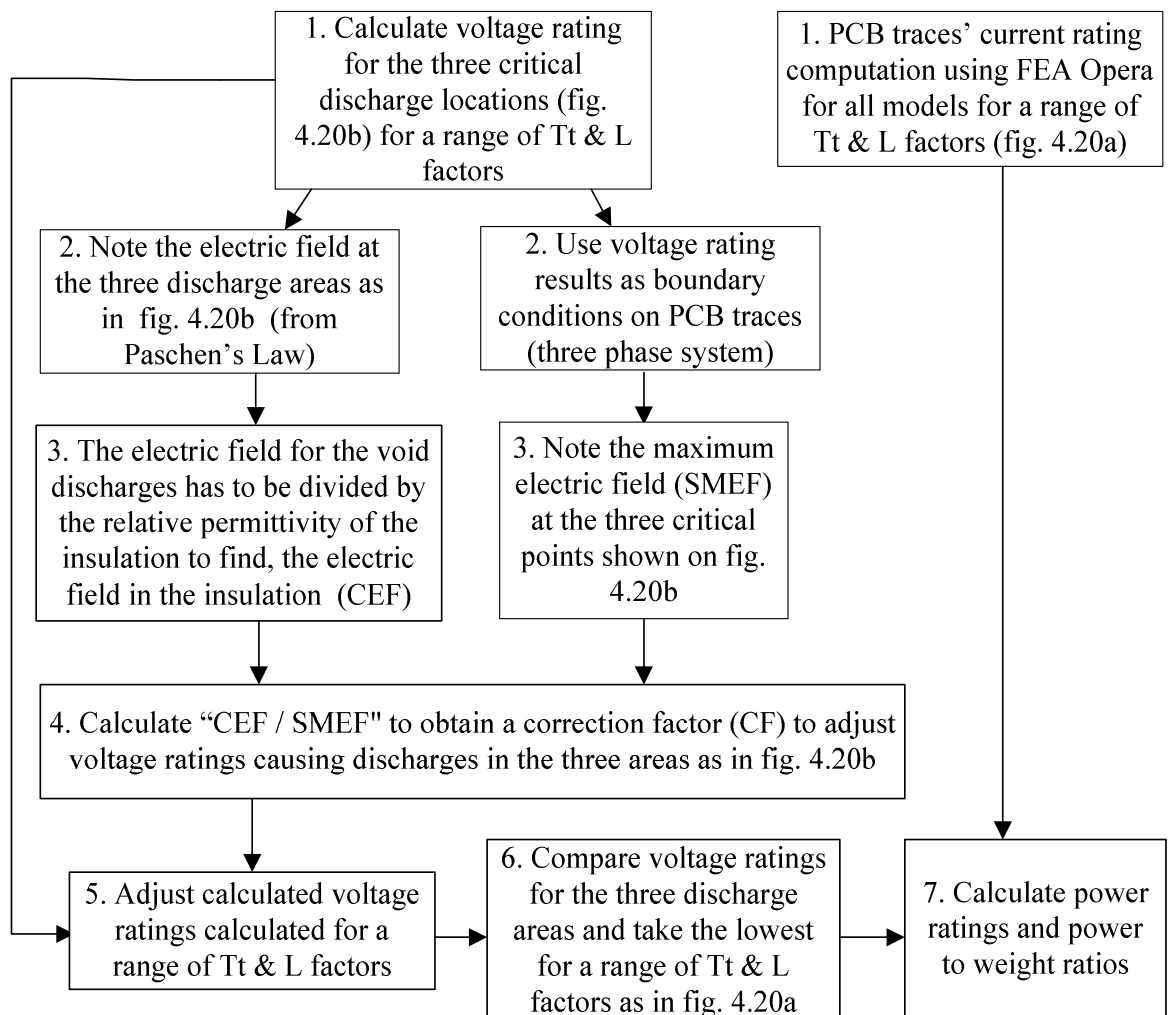 1. Calculate voltage rating
for the three critical
discharge locations (fig.
4.20b) for a range of Tt & L
factors
1. PCB traces' current rating
computation using FEA Opera
for all models for a range of
Tt & L factors (fig. 4.20a)
2. Note the electric field at
the three discharge areas as
in fig. 4.20b (from
Paschen's Law)
2. Use voltage rating
results as boundary
conditions on PCB traces
(three phase system)
3. The electric field for the void
discharges has to be divided by
the relative permittivity of the
insulation to find, the electric
field in the insulation (CEF)
3. Note the maximum
electric field (SMEF)
at the three critical
points shown on fig.
4.20b
4. Calculate “CEF / SMEF" to obtain a correction factor (CF) to adjust
voltage ratings causing discharges in the three areas as in fig. 4.20b
5. Adjust calculated voltage
ratings calculated for a
range of Tt & L factors
6. Compare voltage ratings
for the three discharge
areas and take the lowest
for a range of Tt & L
factors as in fig. 4.20a
7. Calculate power
ratings and power
to weight ratios